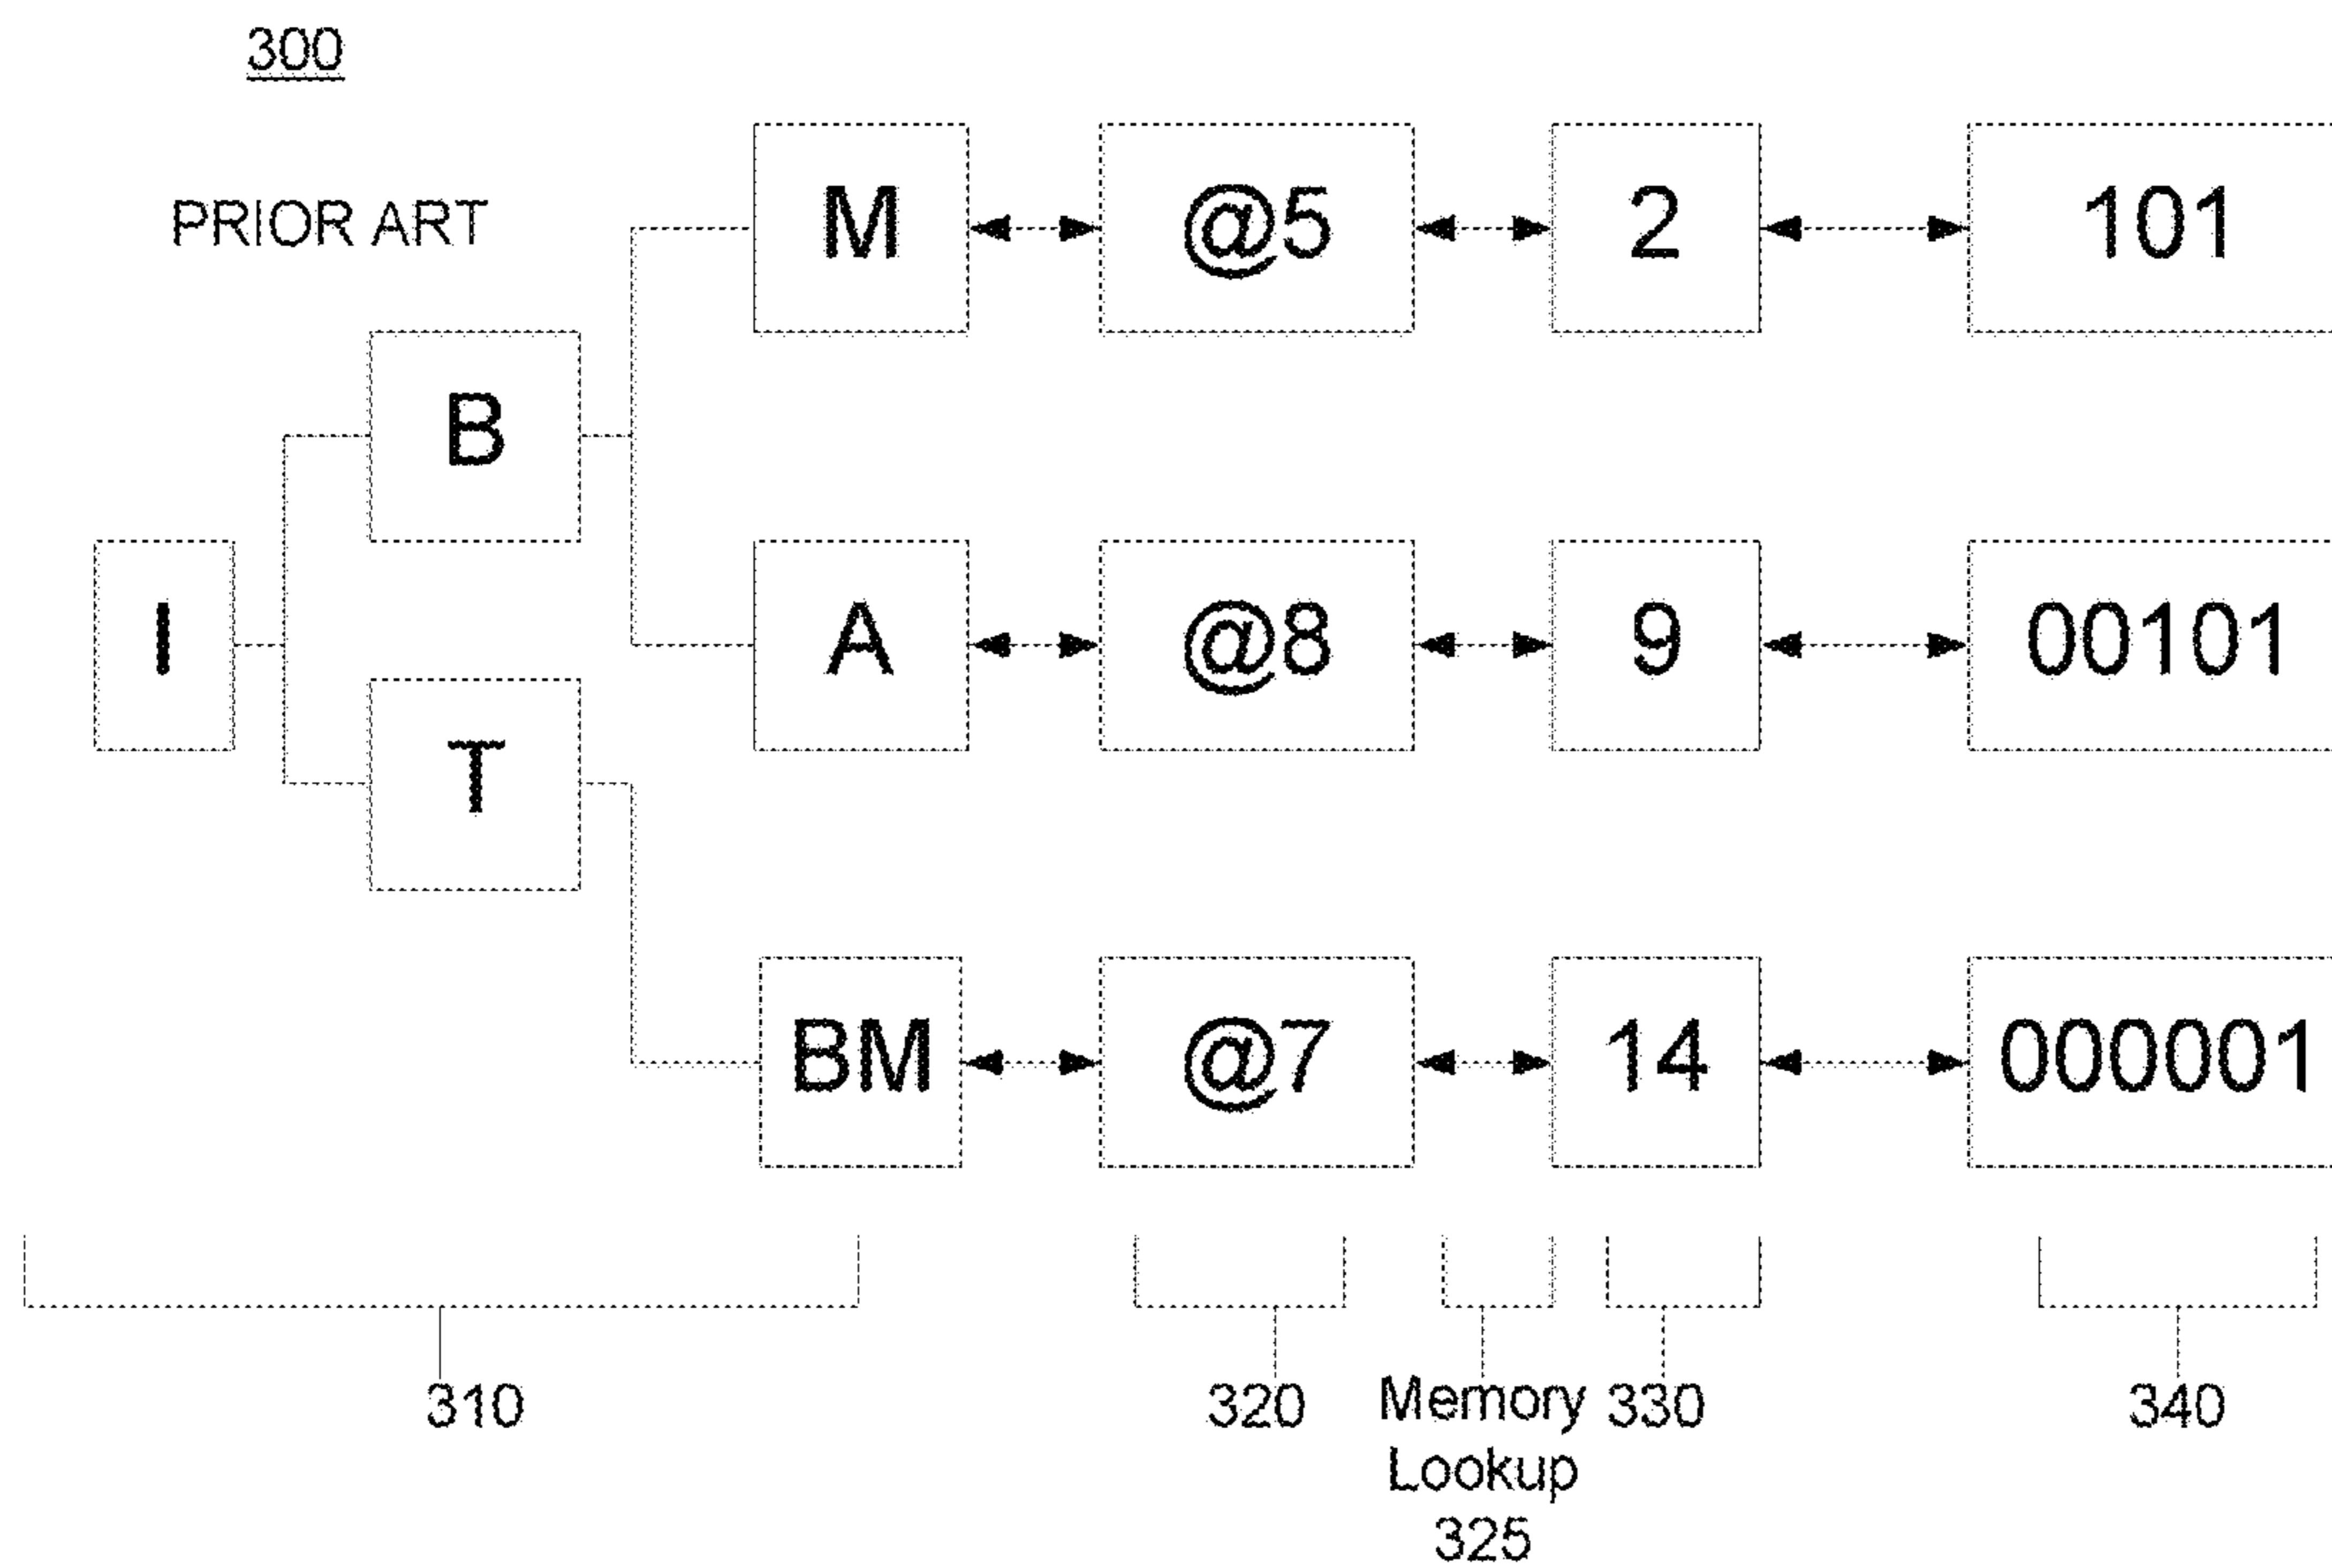 300
PRIOR ART
M @5 2 101
B
I A @8 9 00101
T
BM @7 14 000001
310 320 Memory 330 340
Lookup
325